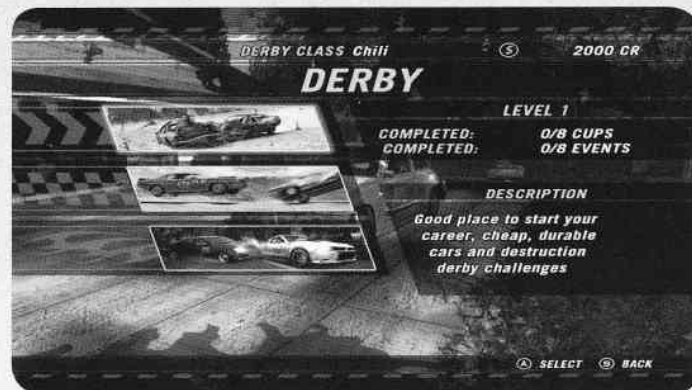 DERBY CLASS Chili
S
2000 CR
DERBY
LEVEL 1
COMPLETED: 0/8 CUPS
COMPLETED: 0/8 EVENTS
DESCRIPTION
Good place to start your
career, cheap, durable
cars and destruction
derby challenges
A SELECT S BACK